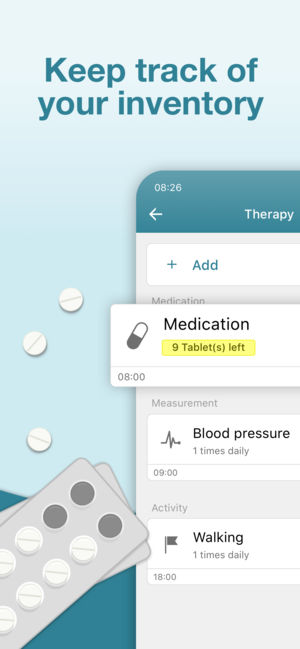 Keep track of
your inventory
08:26
Therapy
Add
Medication
Medication
9 Tablet(s) left
08:00
Measurement
Blood pressure
1 times daily
09:00
Activity
Walking
1 times daily
18:00